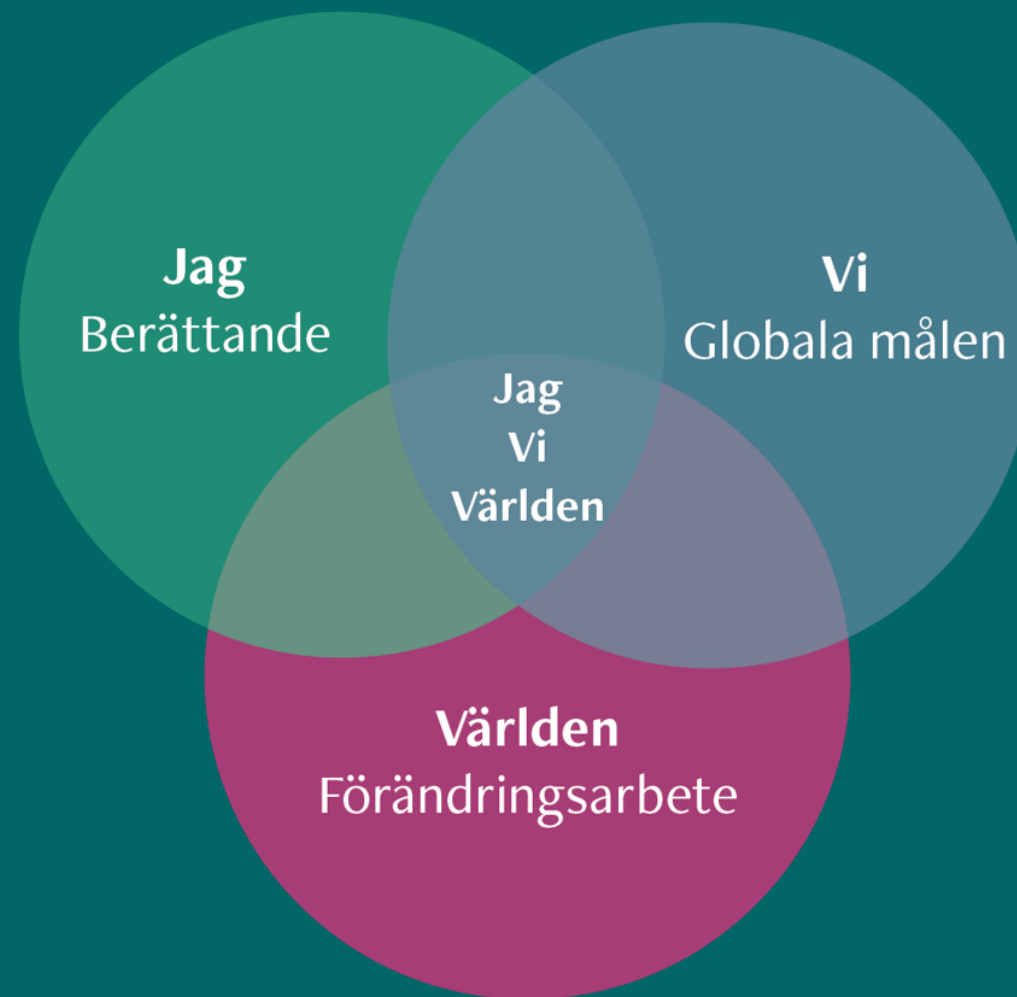 Jag
Berättande
Vi
Globala målen
Jag
Vi
Världen
Världen
Förändringsarbete